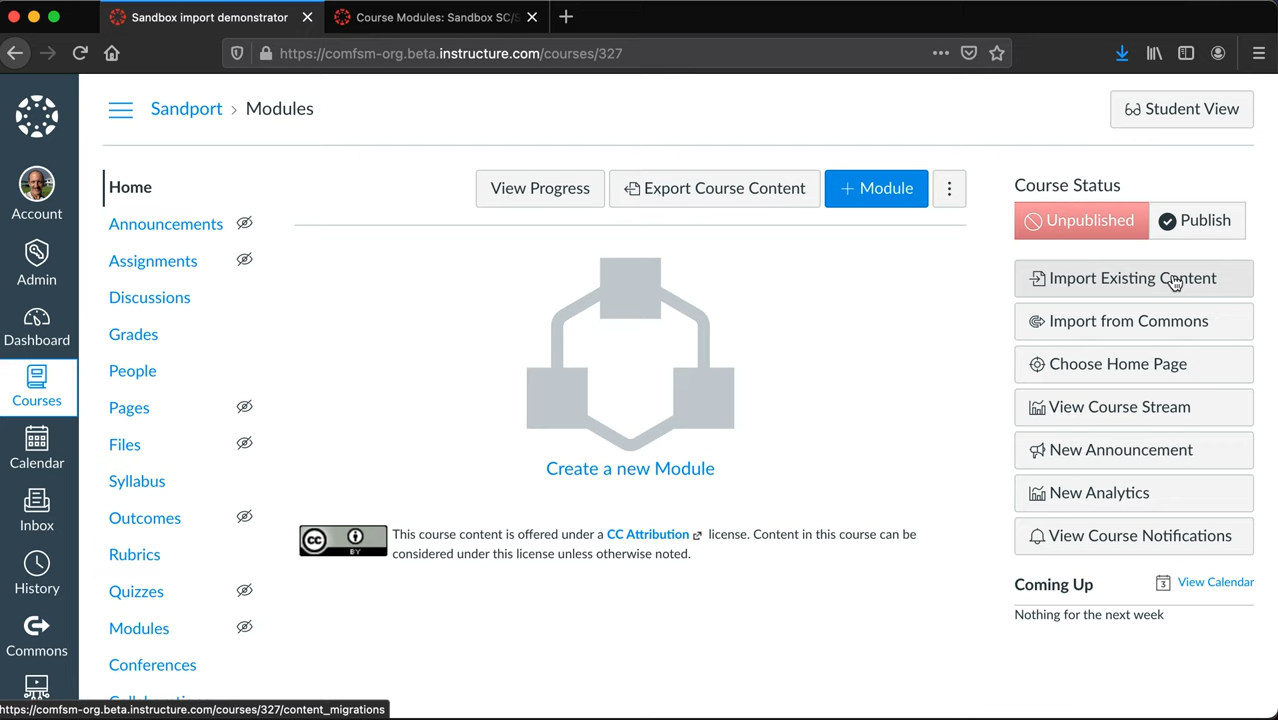 Sandbox import demonstrator
Course Modules: Sandbox SC/S
https://comfsm-org.beta.instructure.com/courses/327
Account
Admin
Dashboard
Courses
Calendar
Inbox
History
Commons
Sandport > Modules
Student View
Home
Announcements
Assignments
Discussions
Grades
People
Pages
Files
Syllabus
Outcomes
Rubrics
Quizzes
Modules
Conferences
View Progress
Export Course Content
+ Module
Create a new Module
CC BY
This course content is offered under a CC Attribution license. Content in this course can be
considered under this license unless otherwise noted.
Course Status
Unpublished
Publish
Import Existing Content
Import from Commons
Choose Home Page
View Course Stream
New Announcement
New Analytics
View Course Notifications
Coming Up
3 View Calendar
Nothing for the next week
https://comfsm-org.beta.instructure.com/courses/327/content_migrations